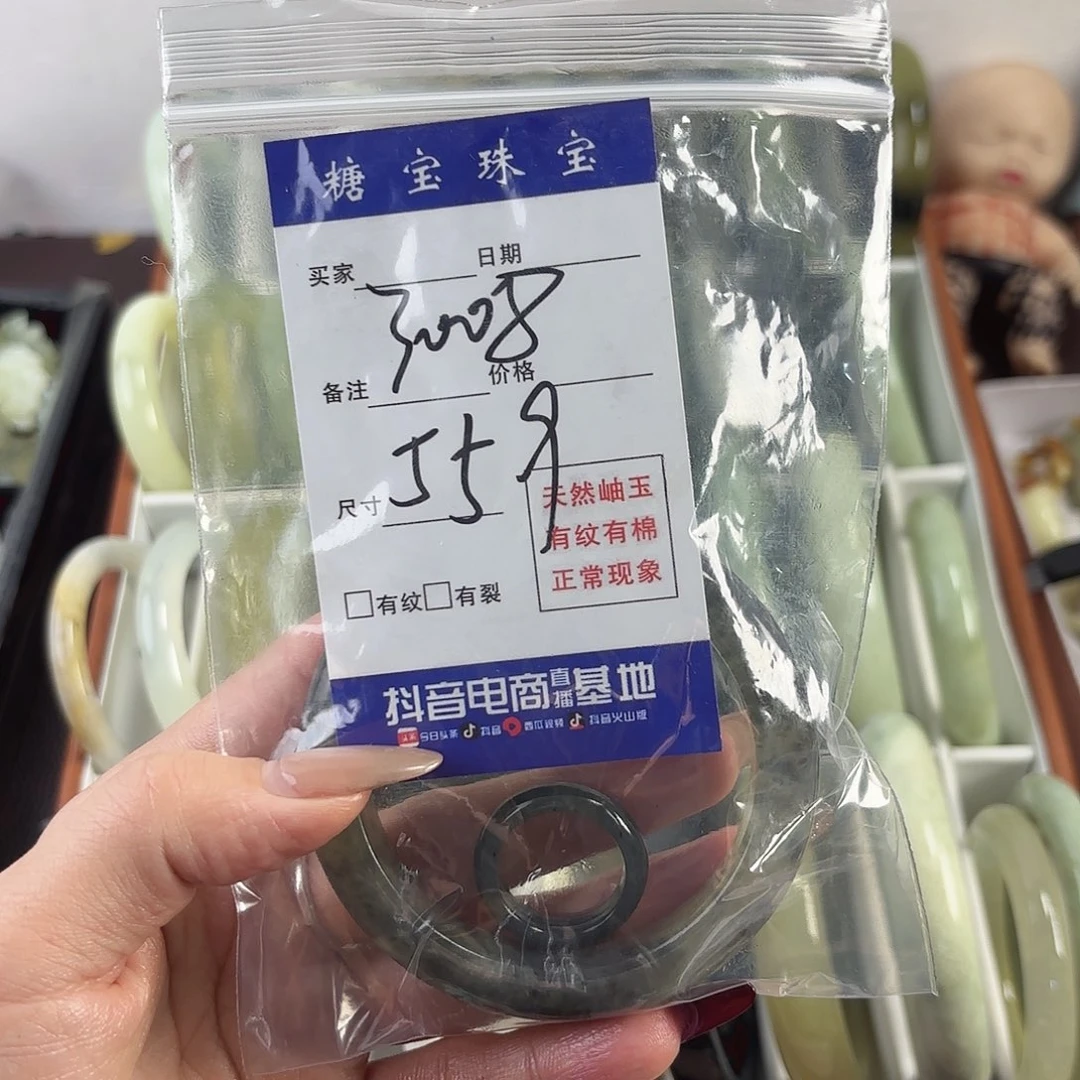 糖宝珠宝
买家 日期
3008
备注 价格
尺寸 55
天然岫玉
有纹有棉
正常现象
□有纹□有裂
抖音电商直播基地
今日头条 抖音 西瓜视频 抖音火山版